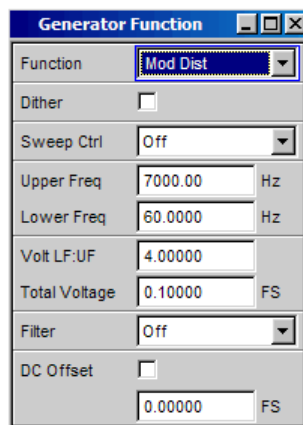 Generator Function
Function Mod Dist
Dither
Sweep Ctrl Off
Upper Freq 7000.00 Hz
Lower Freq 60.0000 Hz
Volt LF:UF 4.00000
Total Voltage 0.10000 FS
Filter Off
DC Offset
0.00000 FS